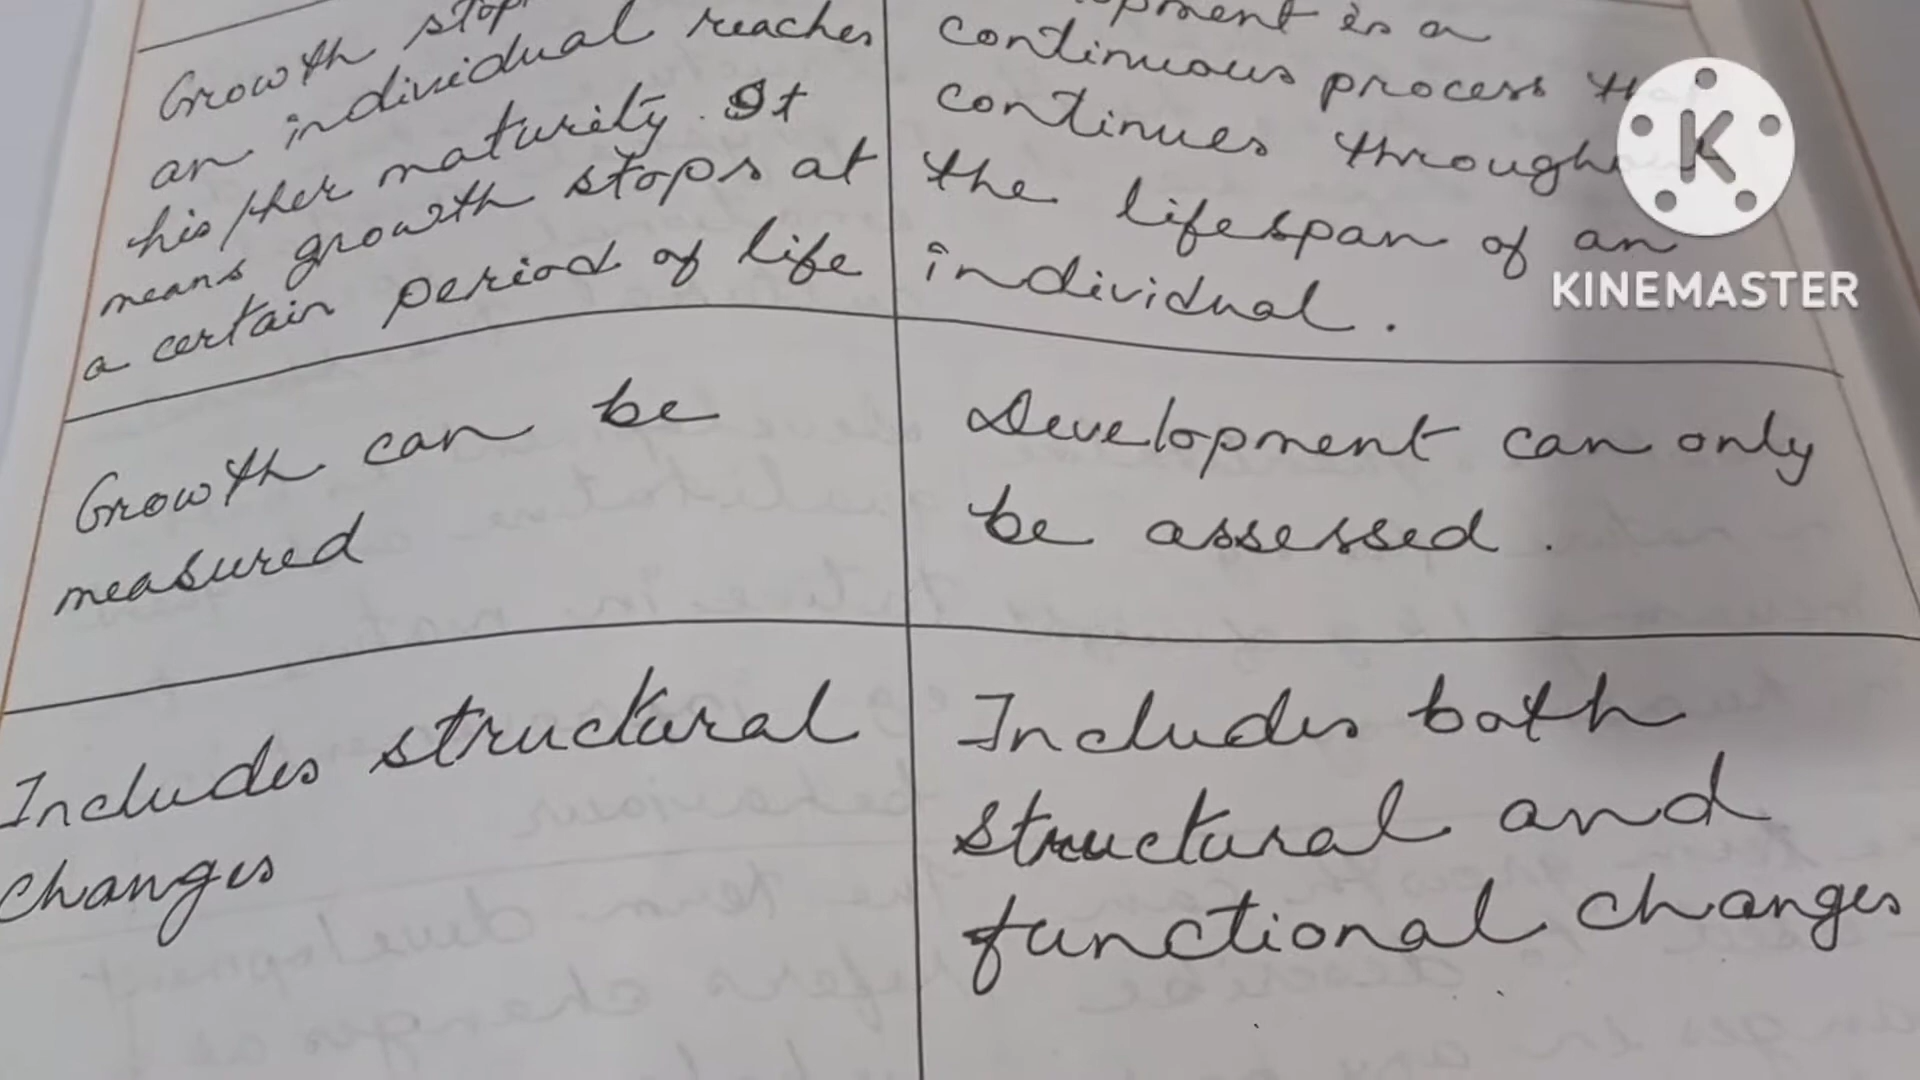 Growth stop
an individual reaches
his/her maturity. It
means growth stops at
a certain period of life
opment is a
continuous process
continues
the lifespan of an
individual.
Growth can be
measured
Development can only
be assessed.
Includes structural
changes
Includes both
structural and
functional changes
K
KINEMASTER